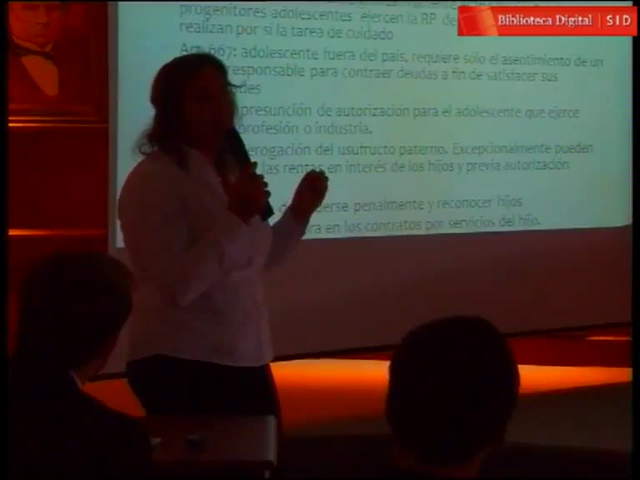 Biblioteca Digital | SID
progenitores adolescentes ejercen la RP de
realizan por si la tarea de cuidado
Art. 667: adolescente fuera del país, requiere sólo el asentimiento de un
responsable para contraer deudas a fin de satisfacer sus
presunción de autorización para el adolescente que ejerce
profesión o industria.
del usufructo paterno. Excepcionalmente pueden
las rentas en interés de los hijos y previa autorización
penalmente y reconocer hijos
en los contratos por servicios del hijo.